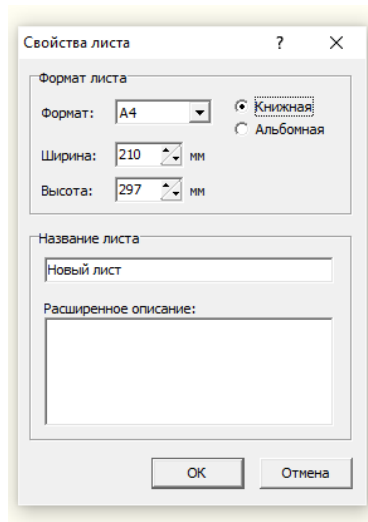 Свойства листа ?
Формат листа
Формат: A4
Книжная
Альбомная
Ширина: 210 мм
Высота: 297 мм
Название листа
Новый лист
Расширенное описание:
OK Отмена